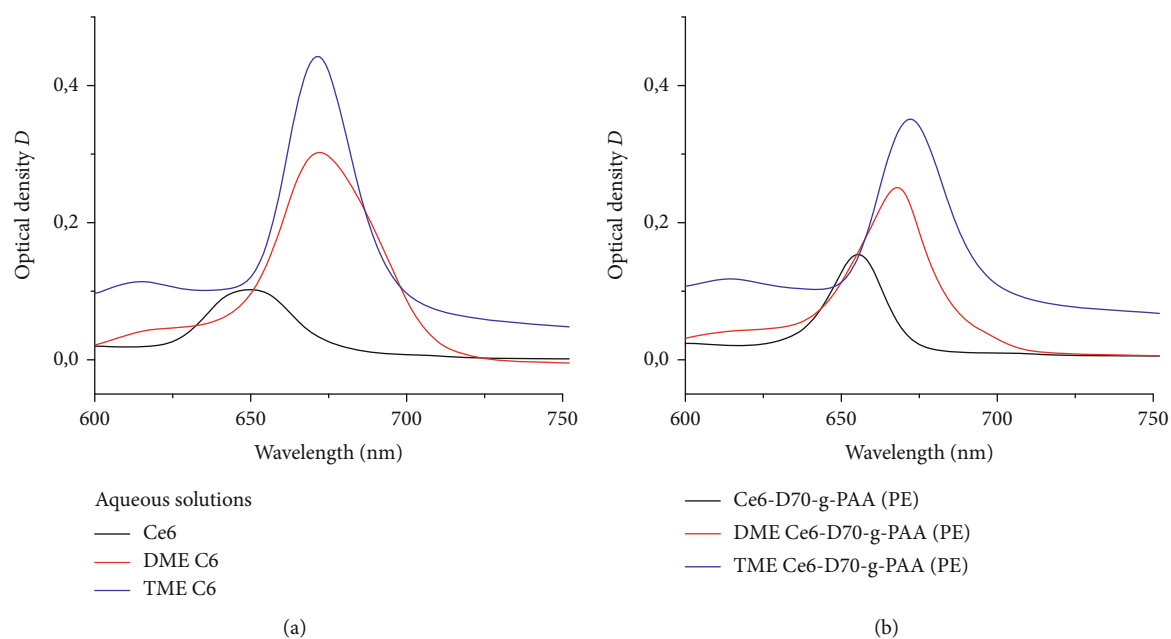 Optical density D
0,4
0,2
0,0
600
650
700
750
Wavelength (nm)
Aqueous solutions
Ce6
DME C6
TME C6
(a)
Optical density D
0,4
0,2
0,0
600
650
700
750
Wavelength (nm)
Ce6-D70-g-PAA (PE)
DME Ce6-D70-g-PAA (PE)
TME Ce6-D70-g-PAA (PE)
(b)